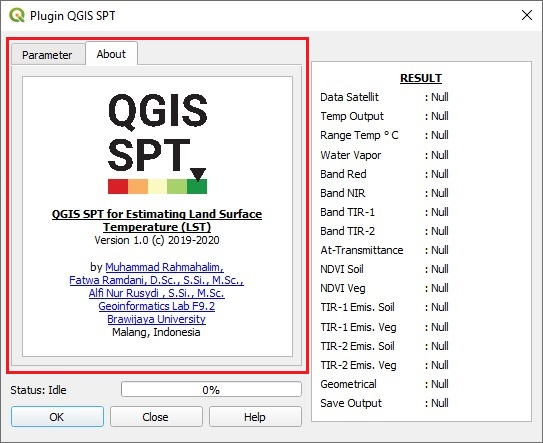 Plugin QGIS SPT
Parameter
About
QGIS
SPT
QGIS SPT for Estimating Land Surface
Temperature (LST)
Version 1.0 (c) 2019-2020
by Muhammad Rahmahalim,
Fatwa Ramdani, D.Sc., S.Si., M.Sc.,
Alfi Nur Rusydi , S.Si., M.Sc.
Geoinformatics Lab F9.2
Brawijaya University
Malang, Indonesia
Status: Idle
0%
OK
Close
Help
RESULT
Data Satellit : Null
Temp Output : Null
Range Temp ° C : Null
Water Vapor : Null
Band Red : Null
Band NIR : Null
Band TIR-1 : Null
Band TIR-2 : Null
At-Transmittance : Null
NDVI Soil : Null
NDVI Veg : Null
TIR-1 Emis. Soil : Null
TIR-1 Emis. Veg : Null
TIR-2 Emis. Soil : Null
TIR-2 Emis. Veg : Null
Geometrical : Null
Save Output : Null